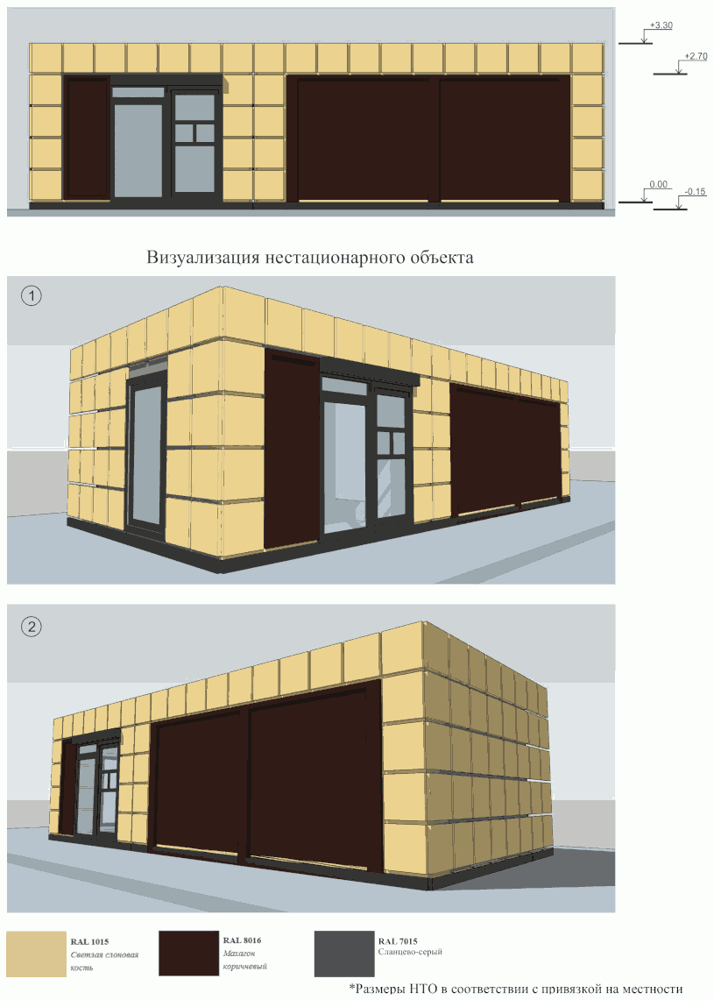 +3.30
+2.70
0.00
-0.15
Визуализация нестационарного объекта
1
2
RAL 1015
Светлая слоновая
кость
RAL 8016
Махагон
коричневый
RAL 7015
Сланцево-серый
*Размеры НТО в соответствии с привязкой на местности